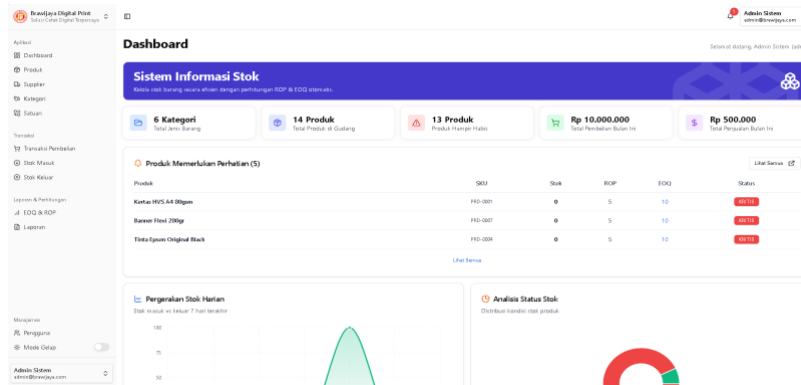 Brawijaya Digital Print
Solusi Cetak Digital Terpercaya
Aplikasi
Dashboard
Produk
Supplier
Kategori
Satuan
Transaksi
Transaksi Pembelian
Stok Masuk
Stok Keluar
Laporan & Perhitungan
EOQ & ROP
Laporan
Manajemen
Pengguna
Mode Gelap
Admin Sistem
admin@brawijaya.com
Admin Sistem
admin@brawijaya.com
Dashboard
Selamat datang, Admin Sistem (adm
Sistem Informasi Stok
Kelola stok barang secara efisien dengan perhitungan ROP & EOQ otomatis.
6 Kategori
Total Jenis Barang
14 Produk
Total Produk di Gudang
13 Produk
Produk Hampir Habis
Rp 10.000.000
Total Pembelian Bulan Ini
Rp 500.000
Total Penjualan Bulan Ini
Produk Memerlukan Perhatian (5)
Lihat Semua
Produk SKU Stok ROP EOQ Status
Kertas HVS A4 80gsm PRD-0001 0 5 10 KRITIS
Banner Flexi 280gr PRD-0007 0 5 10 KRITIS
Tinta Epson Original Black PRD-0004 0 5 10 KRITIS
Lihat Semua
Pergerakan Stok Harian
Stok masuk vs keluar 7 hari terakhir
100
75
50
Analisis Status Stok
Distribusi kondisi stok produk